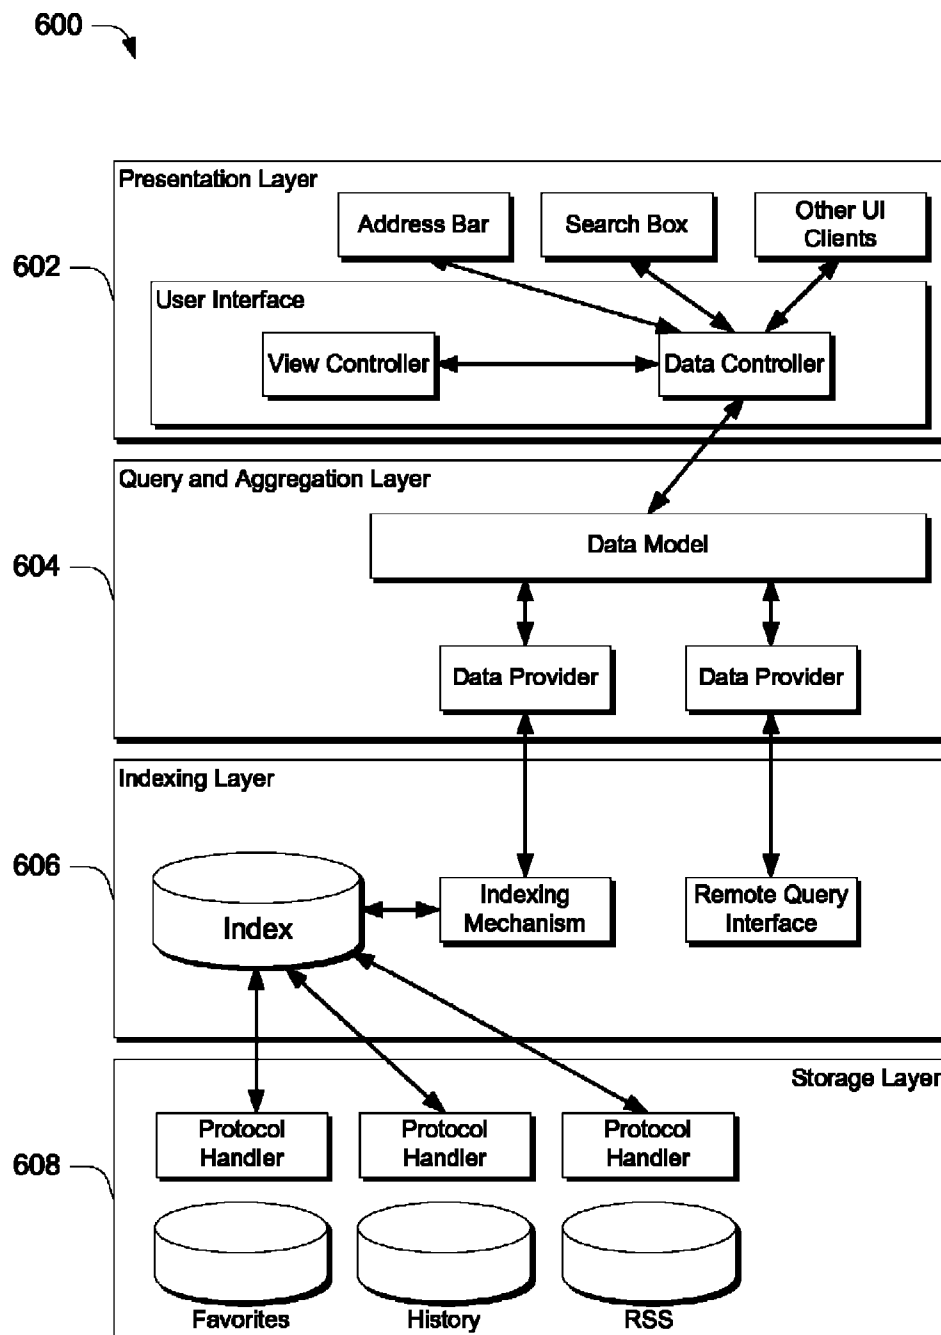 600
Presentation Layer
Address Bar
Search Box
Other UI
Clients
602
User Interface
View Controller
Data Controller
Query and Aggregation Layer
Data Model
604
Data Provider
Data Provider
Indexing Layer
606
Index
Indexing
Mechanism
Remote Query
Interface
Storage Layer
Protocol
Handler
Protocol
Handler
Protocol
Handler
608
Favorites
History
RSS